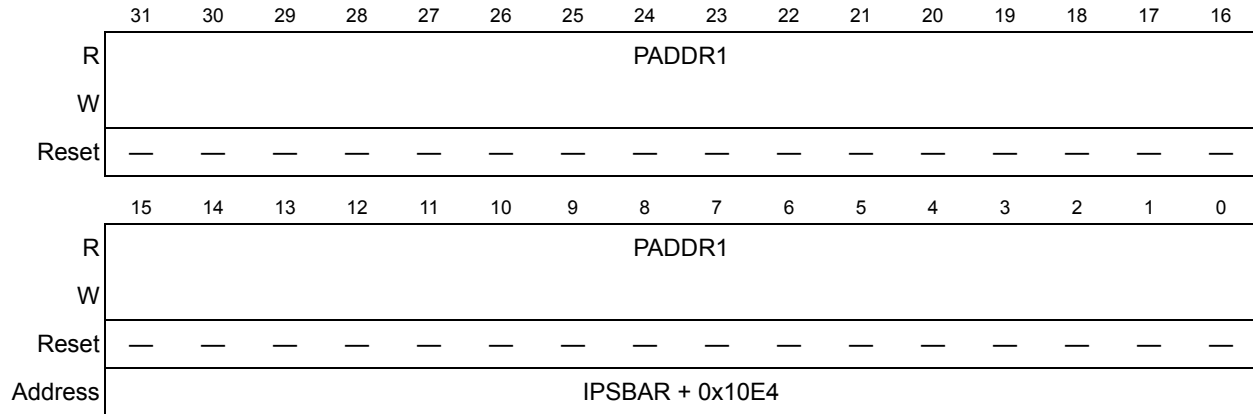 31 30 29 28 27 26 25 24 23 22 21 20 19 18 17 16
R PADDR1
W
Reset — — — — — — — — — — — — — — — —
15 14 13 12 11 10 9 8 7 6 5 4 3 2 1 0
R PADDR1
W
Reset — — — — — — — — — — — — — — — —
Address IPSBAR + 0x10E4